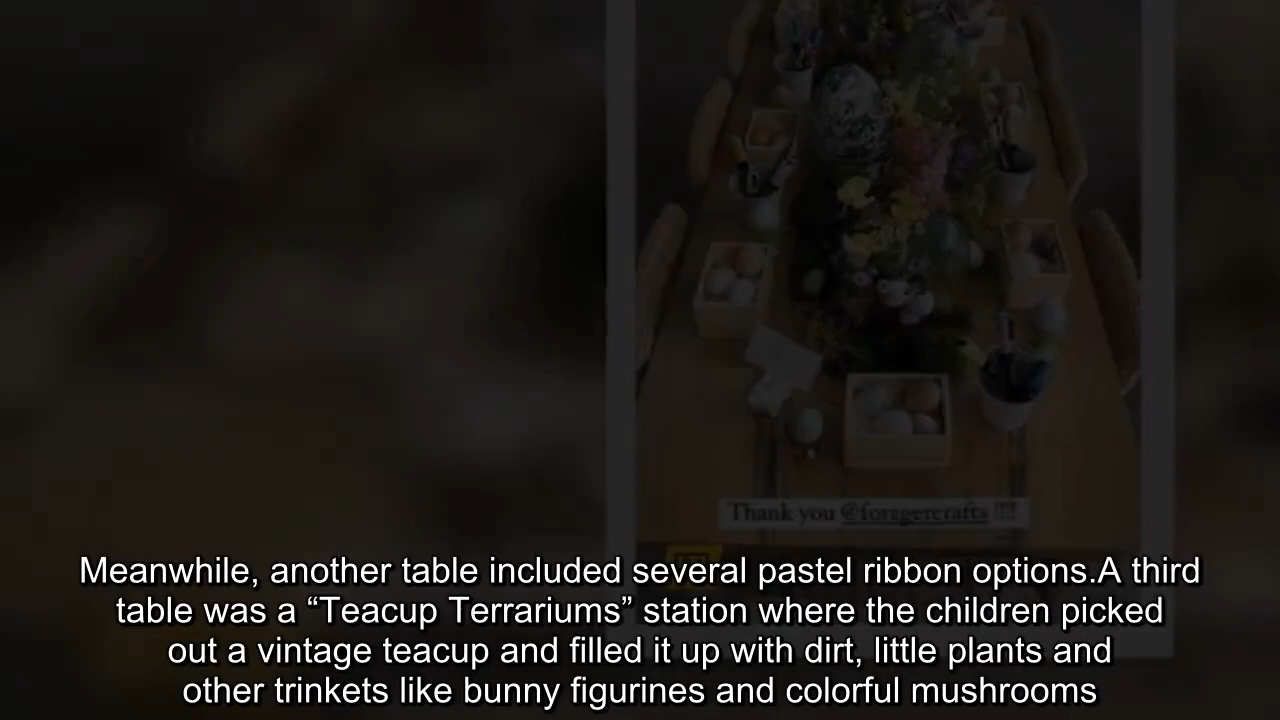 Thank you @foragercrafts !!!!
Meanwhile, another table included several pastel ribbon options.A third
table was a “Teacup Terrariums” station where the children picked
out a vintage teacup and filled it up with dirt, little plants and
other trinkets like bunny figurines and colorful mushrooms